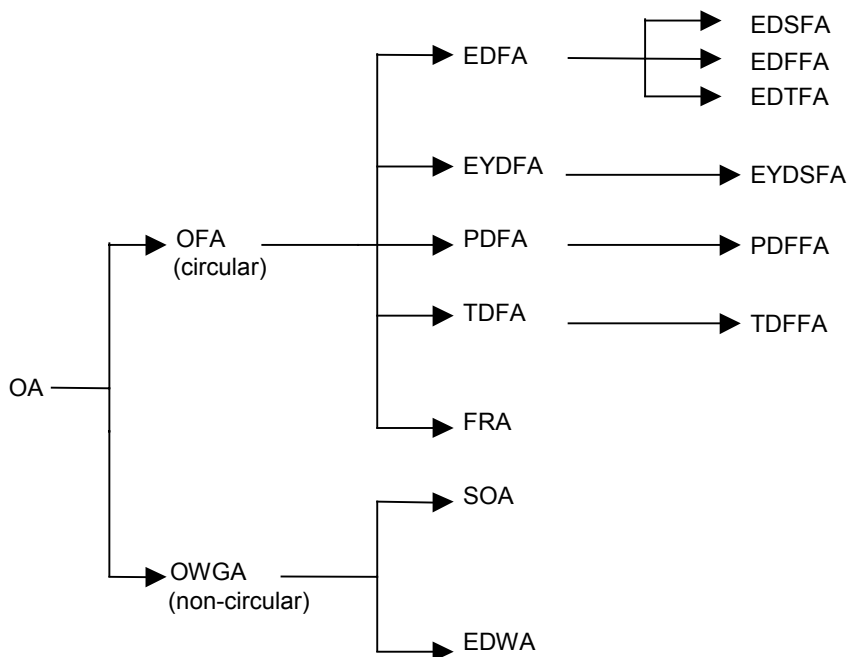 EDSFA
EDFA
EDFFA
EDTFA
EYDFA
EYDSFA
OFA
(circular)
PDFA
PDFFA
TDFA
TDFFA
OA
FRA
SOA
OWGA
(non-circular)
EDWA